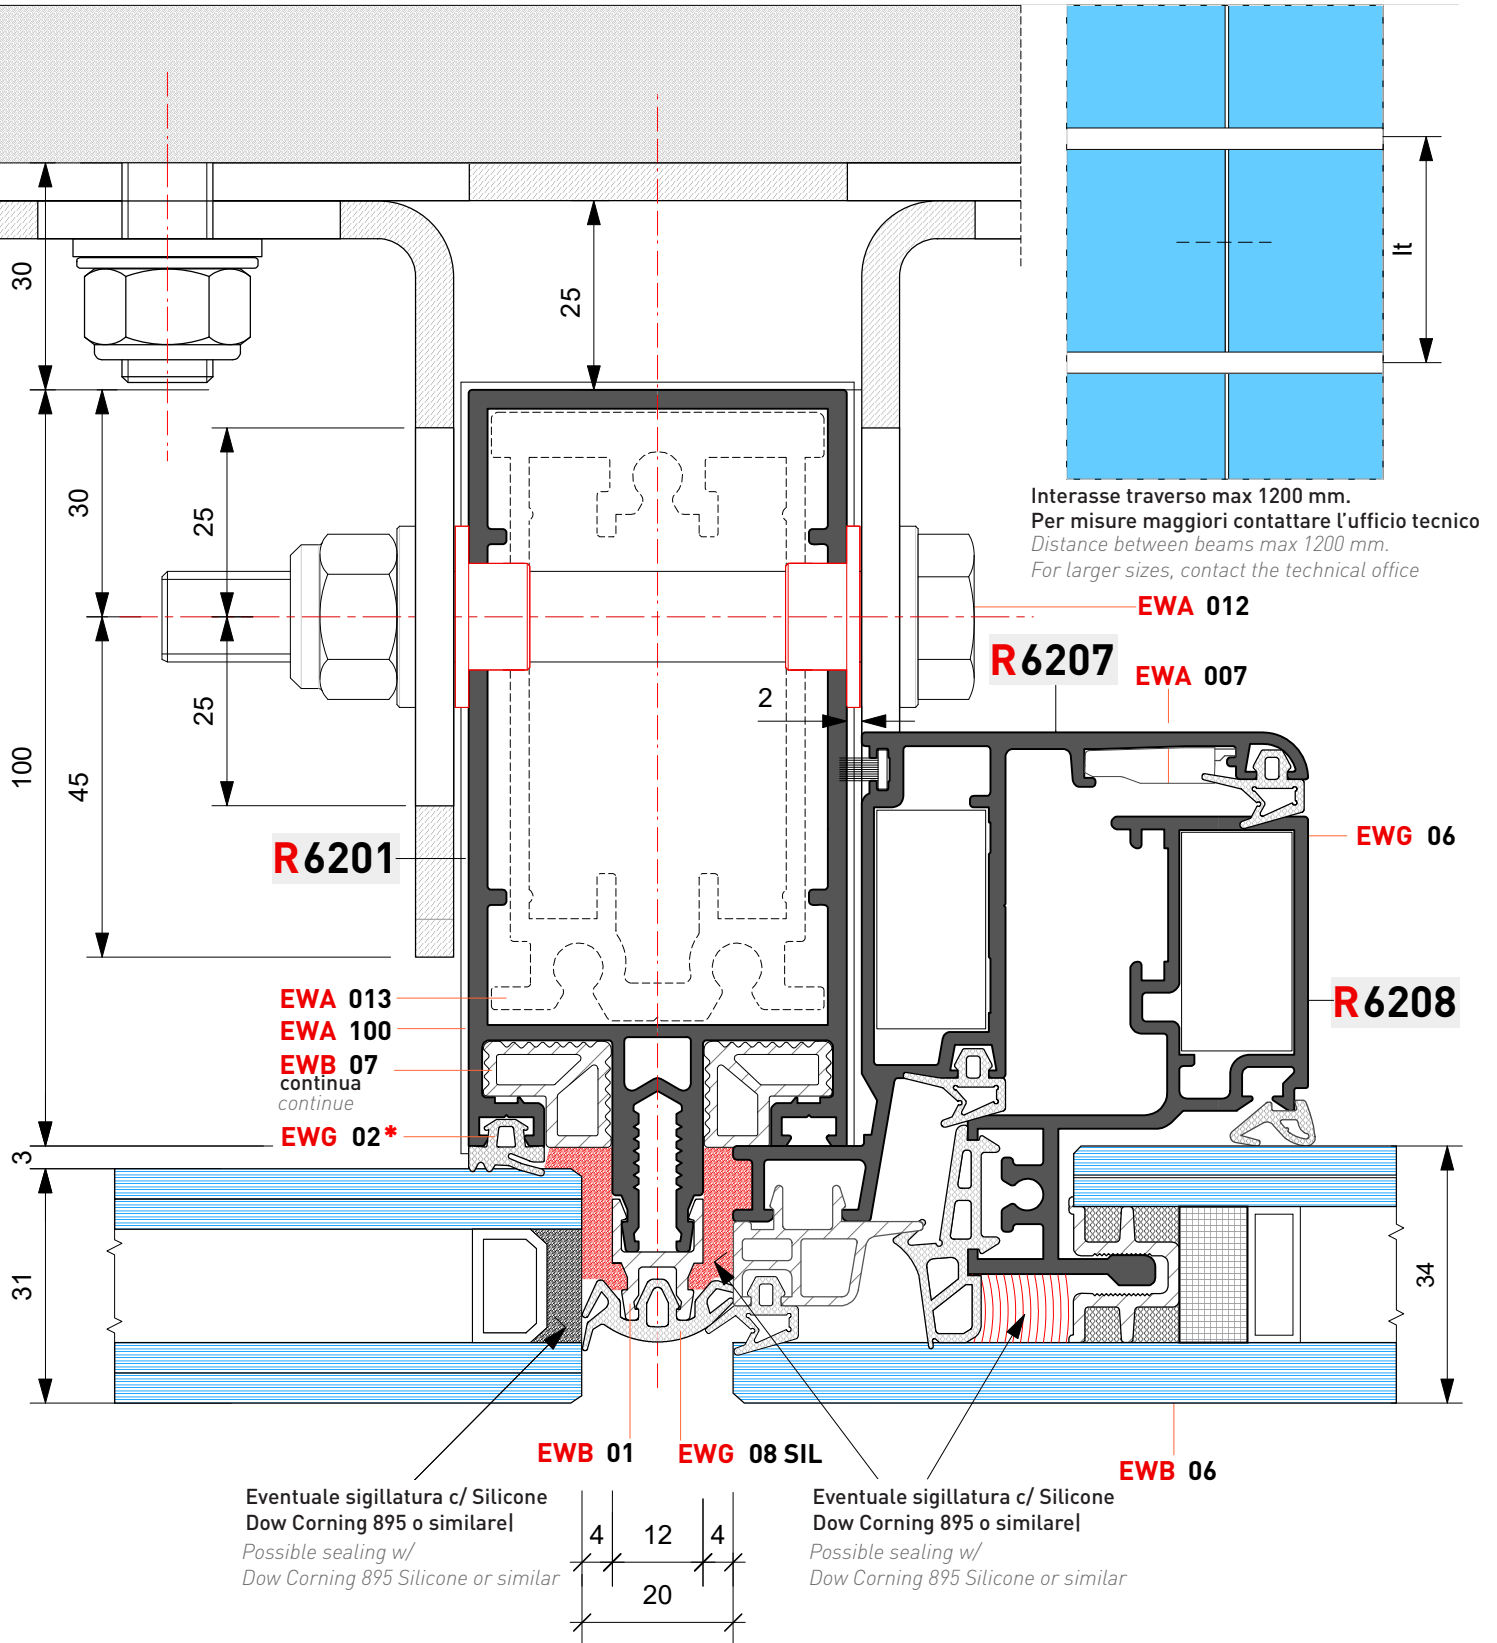 30
25
lt
Interasse traverso max 1200 mm.
Per misure maggiori contattare l'ufficio tecnico
Distance between beams max 1200 mm.
For larger sizes, contact the technical office
30
25
EWA 012
R6207
EWA 007
25
2
100
45
R6201
EWG 06
EWA 013
R6208
EWA 100
EWB 07
continua
continue
EWG 02*
3
31
34
EWB 01
EWG 08 SIL
EWB 06
Eventuale sigillatura c/ Silicone
Dow Corning 895 o similare|
Possible sealing w/
Dow Corning 895 Silicone or similar
4
12
4
20
Eventuale sigillatura c/ Silicone
Dow Corning 895 o similare|
Possible sealing w/
Dow Corning 895 Silicone or similar